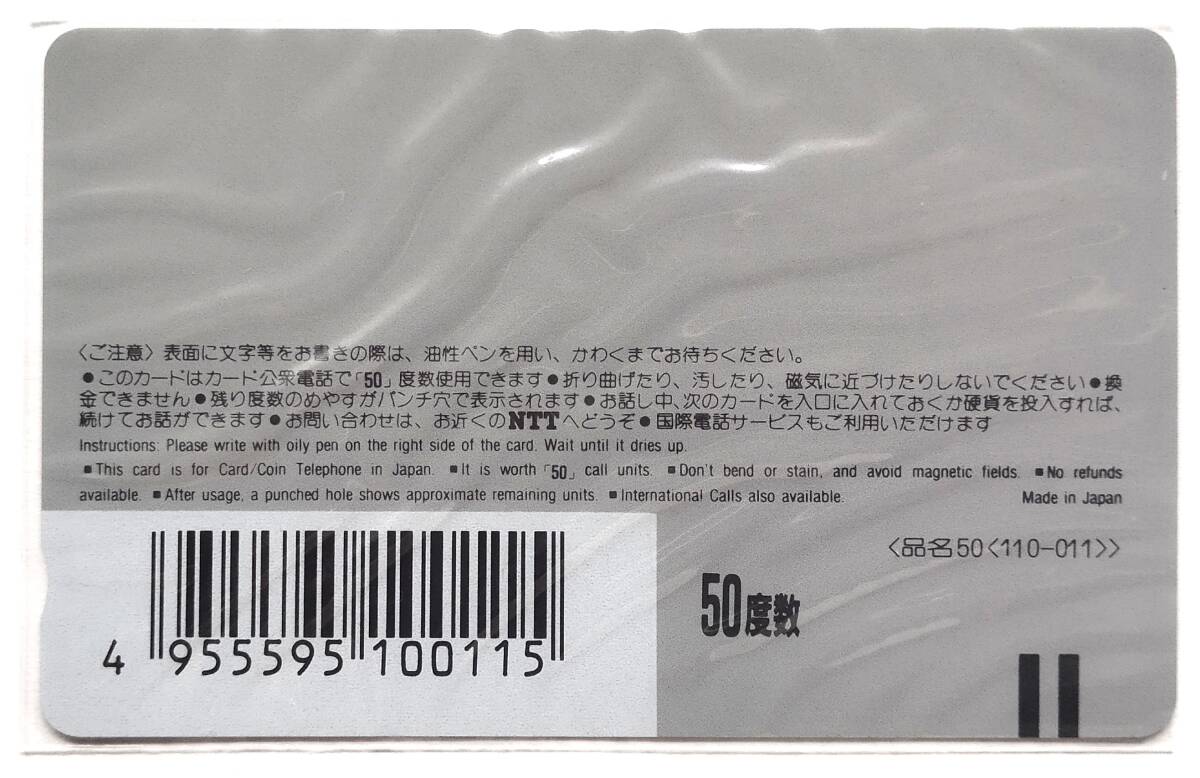 〈ご注意〉表面に文字等をお書きの際は、油性ペンを用い、かわくまでお待ちください。
●このカードはカード公衆電話で「50」度数使用できます●折り曲げたり、汚したり、磁気に近づけたりしないでください●換
金できません●残り度数のめやすがパンチ穴で表示されます●お話し中、次のカードを入口に入れておくか硬貨を投入すれば、
続けてお話ができます●お問い合わせは、お近くのNTTへどうぞ●国際電話サービスもご利用いただけます
Instructions: Please write with oily pen on the right side of the card. Wait until it dries up.
■This card is for Card/Coin Telephone in Japan. ■It is worth「50」call units. ■Don't bend or stain, and avoid magnetic fields. ■No refunds
available. ■After usage, a punched hole shows approximate remaining units. ■International Calls also available. Made in Japan
〈品名50〈110-011〉〉
50度数
4 955595 100115